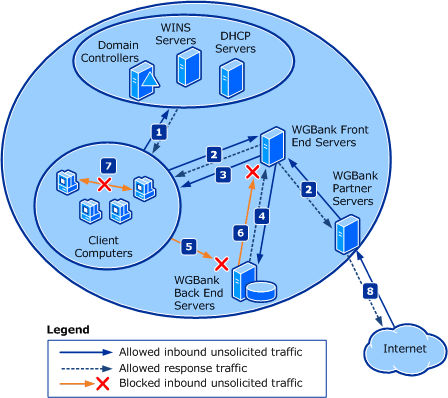 WINS
Servers
Domain
Controllers
DHCP
Servers
1
2
3
WGBank Front
End Servers
7
2
WGBank
Partner
Servers
4
6
5
Client
Computers
WGBank
Back End
Servers
8
Internet
Legend
Allowed inbound unsolicited traffic
Allowed response traffic
Blocked inbound unsolicited traffic